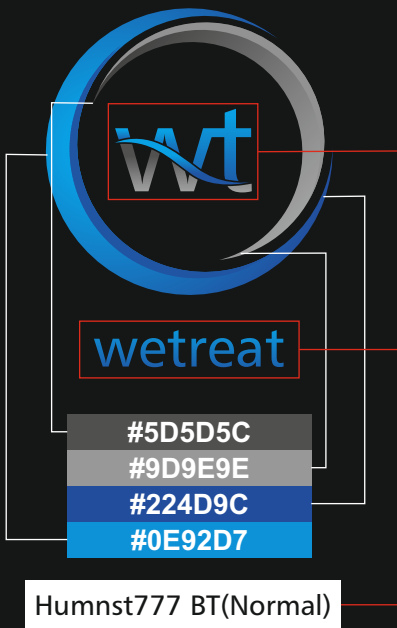 wt
wetreat
#5D5D5C
#9D9E9E
#224D9C
#0E92D7
Humnst777 BT(Normal)